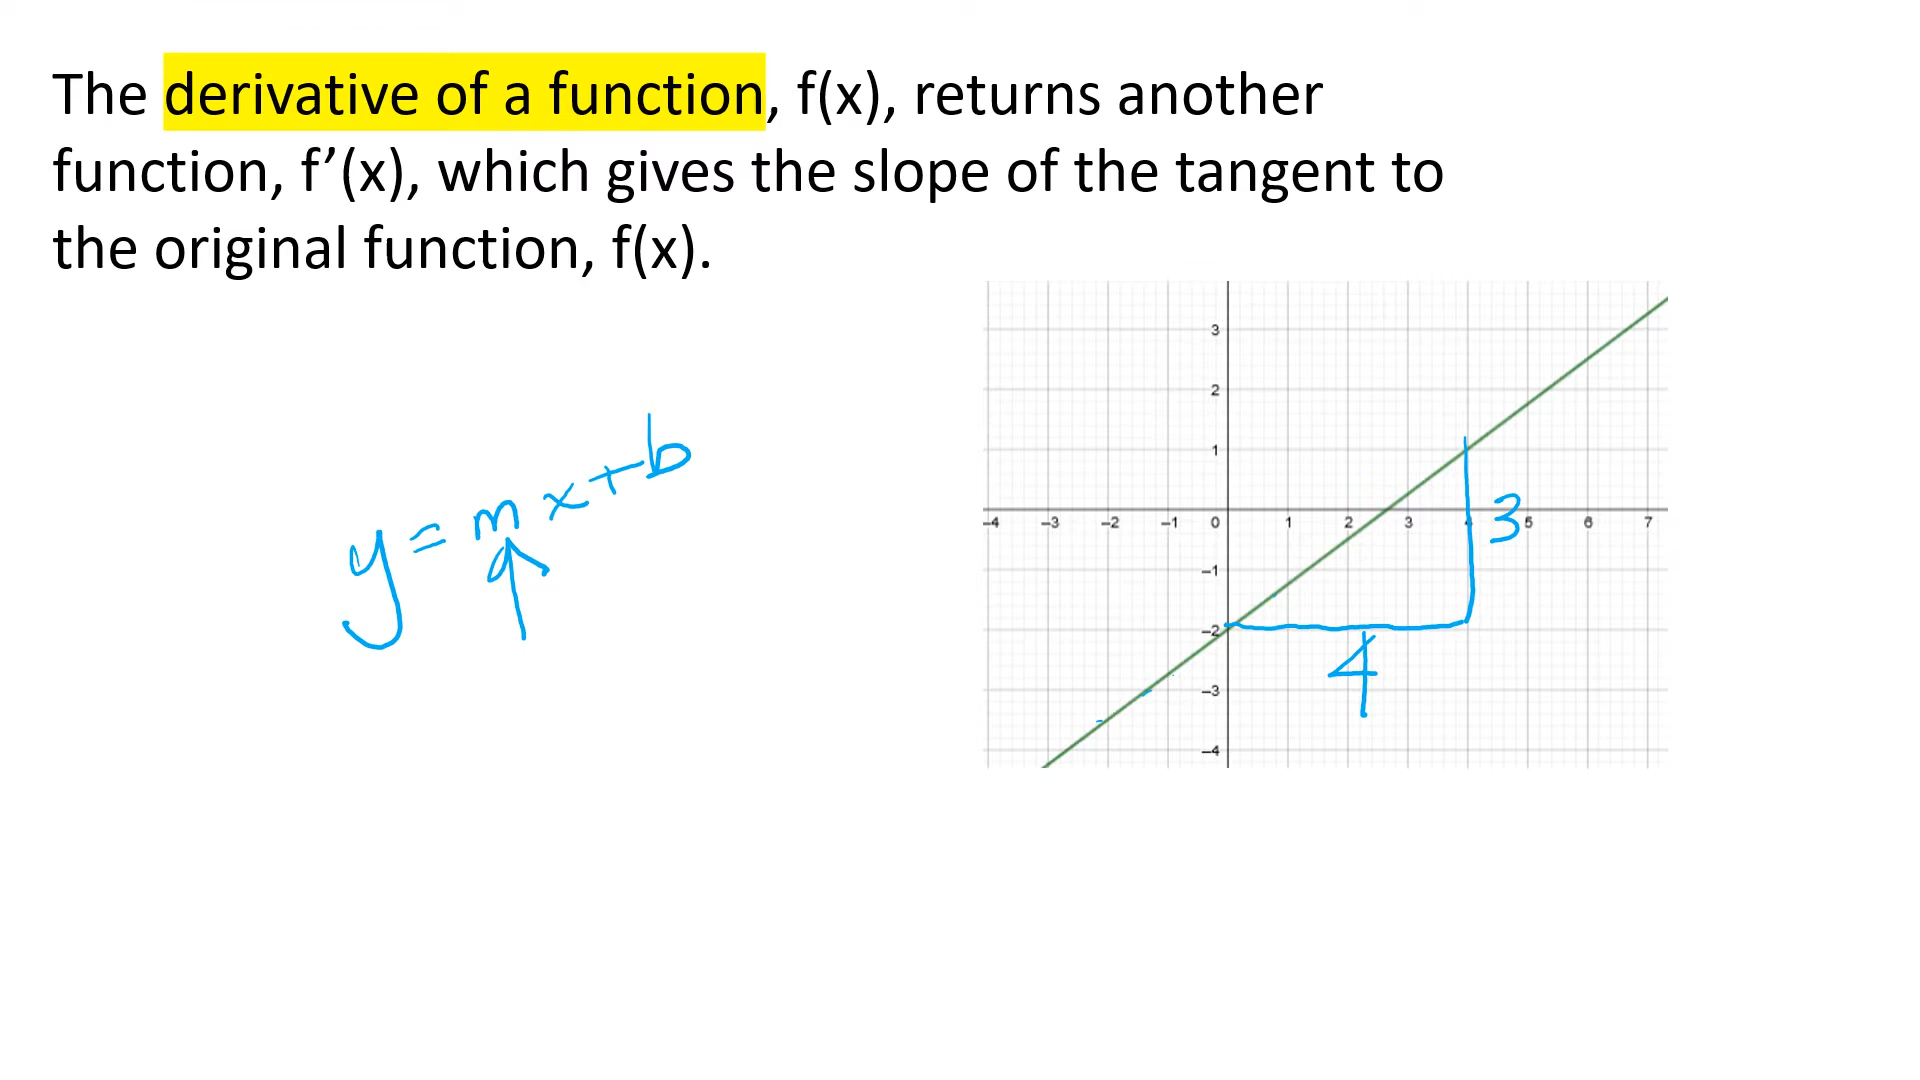 The derivative of a function, f(x), returns another
function, f’(x), which gives the slope of the tangent to
the original function, f(x).
y = mx+b
3
2
1
3
–4 –3 –2 –1 0 1 2 3 4 5 6 7
–1
–2
4
–3
–4